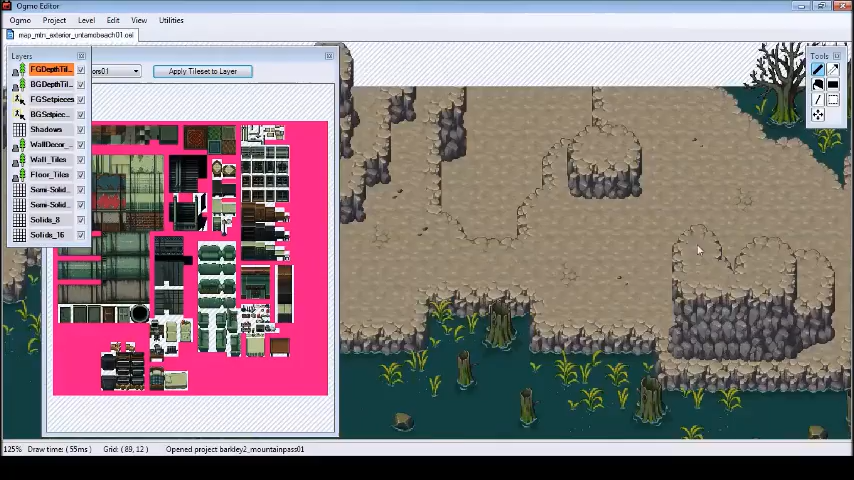 Ogmo Editor
Ogmo Project Level Edit View Utilities
map_mtn_exterior_untamobeach01.oel
Layers
FGDepthTil...
BGDepthTil...
FGSetpieces
BGSetpiec...
Shadows
WallDecor_...
Wall_Tiles
Floor_Tiles
Semi-Solid...
Semi-Solid...
Solids_8
Solids_16
ors01
Apply Tileset to Layer
Tools
125% Draw time: ( 55ms ) Grid: ( 89, 12 ) Opened project barkley2_mountainpass01